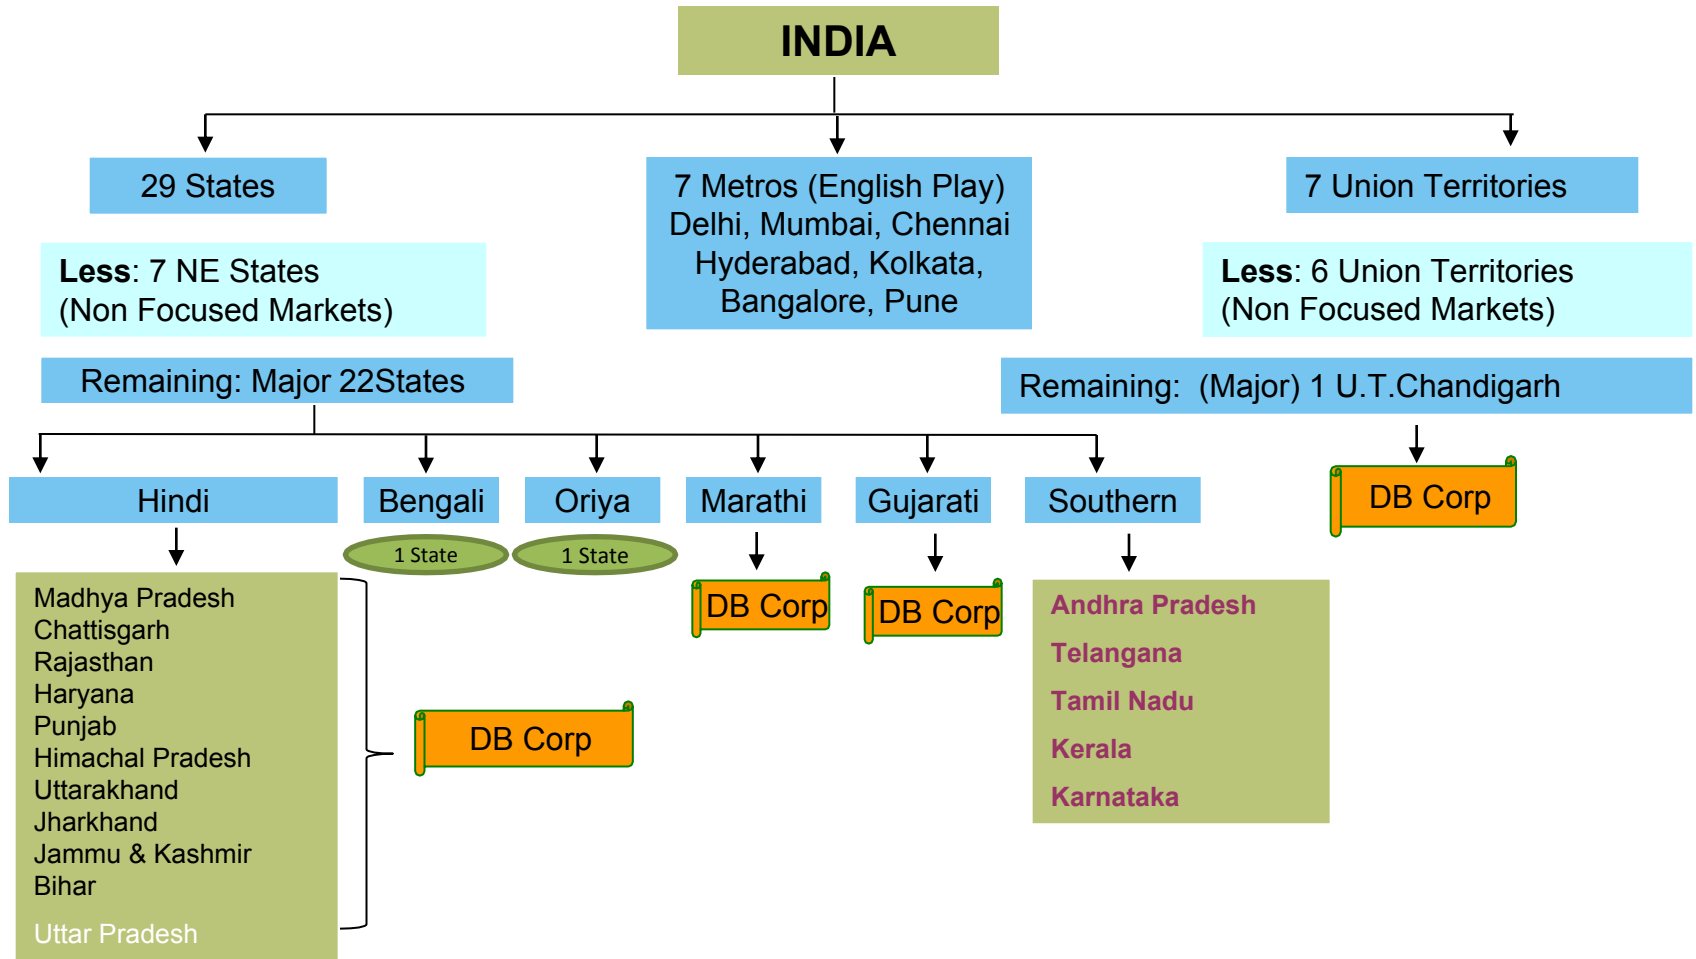 INDIA
29 States
7 Metros (English Play)
Delhi, Mumbai, Chennai
Hyderabad, Kolkata,
Bangalore, Pune
7 Union Territories
Less: 7 NE States
(Non Focused Markets)
Less: 6 Union Territories
(Non Focused Markets)
Remaining: Major 22States
Remaining: (Major) 1 U.T.Chandigarh
Hindi
Bengali
Oriya
Marathi
Gujarati
Southern
DB Corp
1 State
1 State
DB Corp
DB Corp
Madhya Pradesh
Chattisgarh
Rajasthan
Haryana
Punjab
Himachal Pradesh
Uttarakhand
Jharkhand
Jammu & Kashmir
Bihar
Uttar Pradesh
DB Corp
Andhra Pradesh
Telangana
Tamil Nadu
Kerala
Karnataka